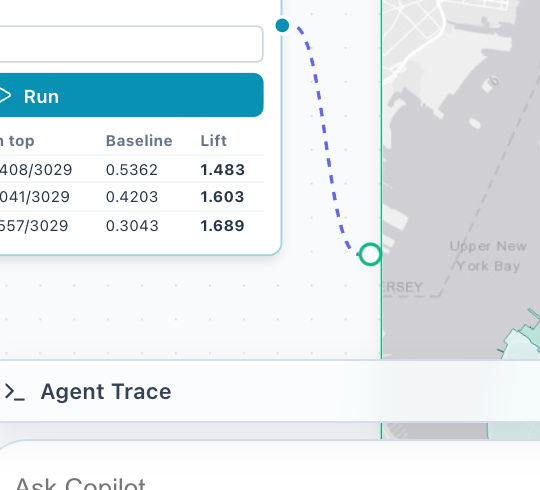 Run
top Baseline Lift
408/3029 0.5362 1.483
041/3029 0.4203 1.603
557/3029 0.3043 1.689
Upper New
York Bay
ERSEY
Agent Trace
Ask Copilot